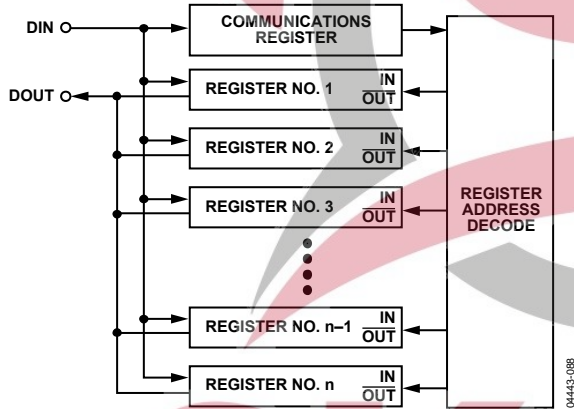 DIN
COMMUNICATIONS
REGISTER
DOUT
REGISTER NO. 1
IN
OUT
REGISTER NO. 2
IN
OUT
REGISTER NO. 3
IN
OUT
REGISTER
ADDRESS
DECODE
REGISTER NO. n–1
IN
OUT
REGISTER NO. n
IN
OUT
04443-088